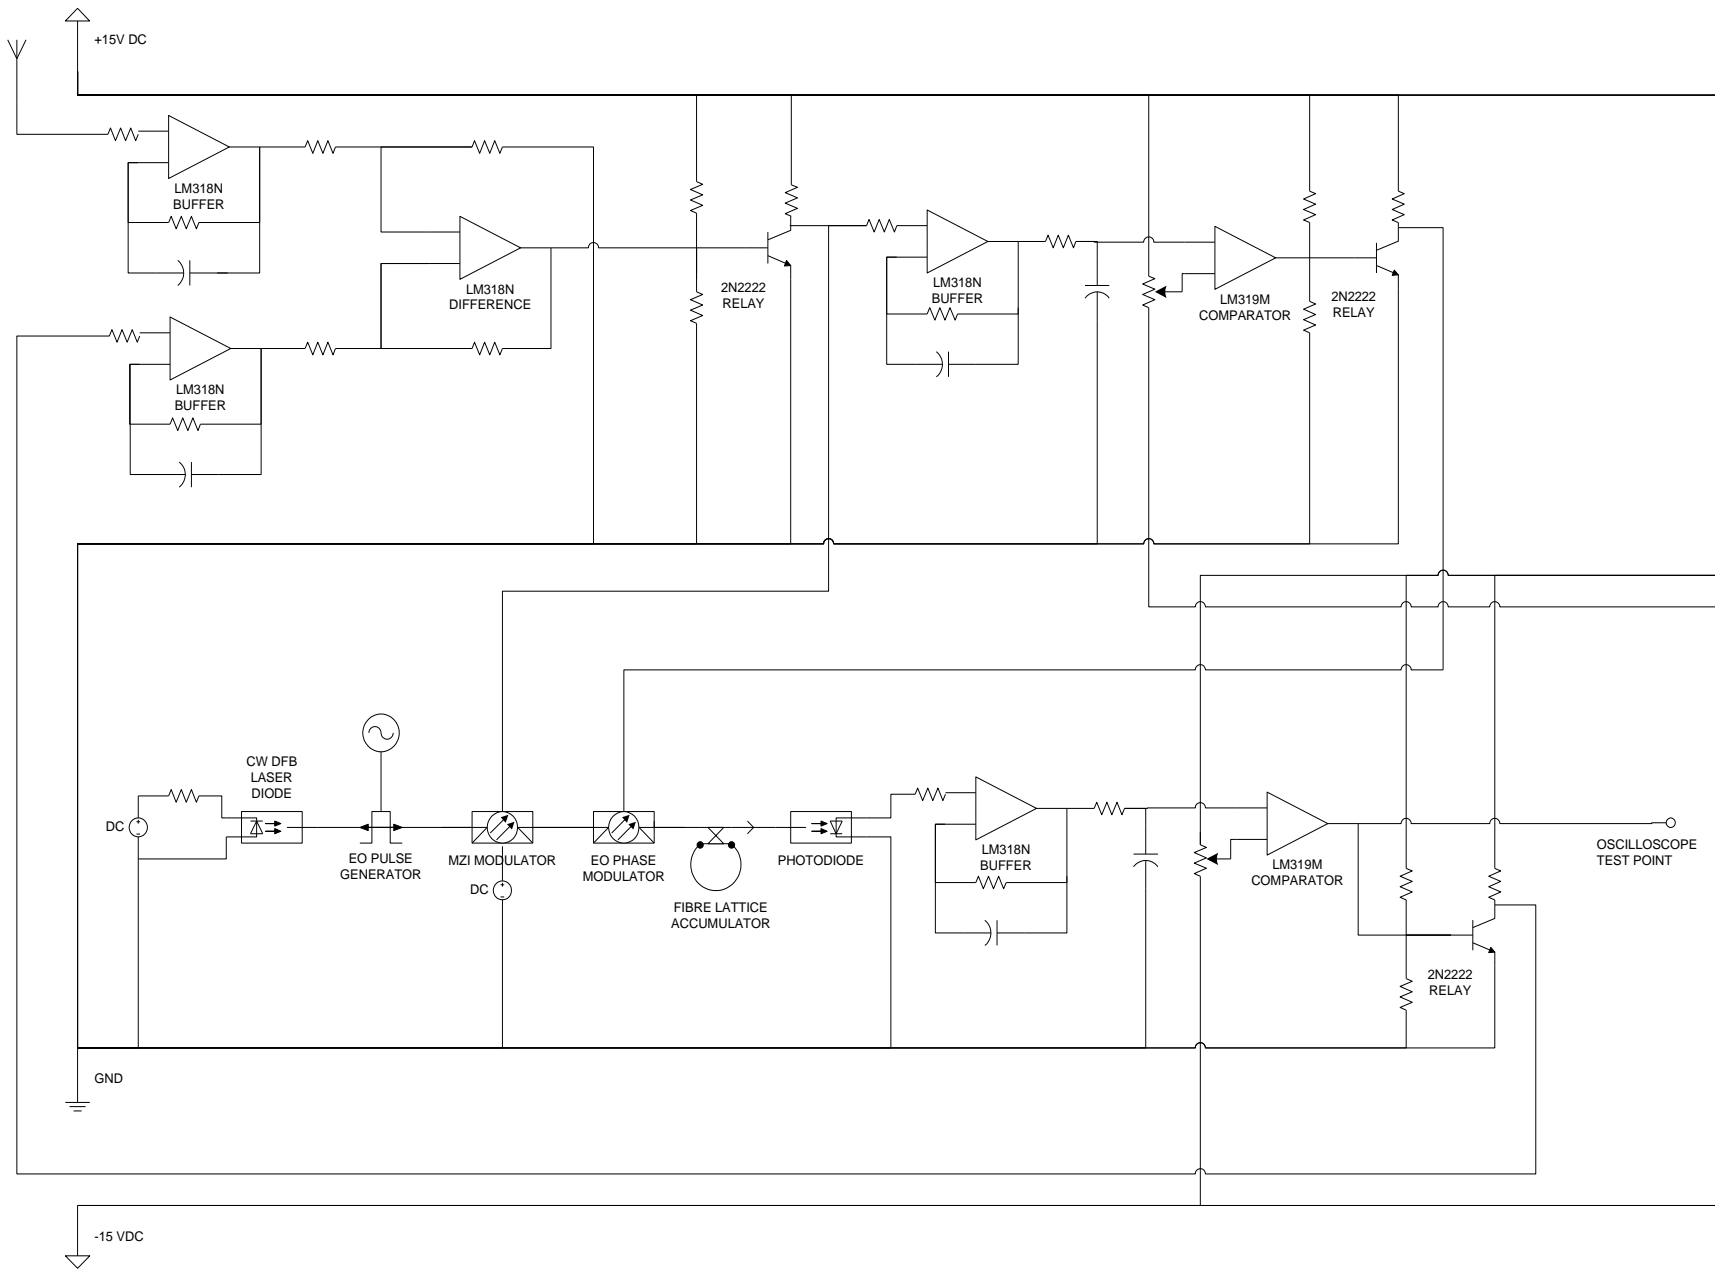 +15V DC
LM318N
BUFFER
LM318N
DIFFERENCE
2N2222
RELAY
LM318N
BUFFER
LM319M
COMPARATOR
2N2222
RELAY
LM318N
BUFFER
CW DFB
LASER
DIODE
DC
EO PULSE
GENERATOR
MZI MODULATOR
DC
EO PHASE
MODULATOR
FIBRE LATTICE
ACCUMULATOR
PHOTODIODE
LM318N
BUFFER
LM319M
COMPARATOR
OSCILLOSCOPE
TEST POINT
2N2222
RELAY
GND
-15 VDC